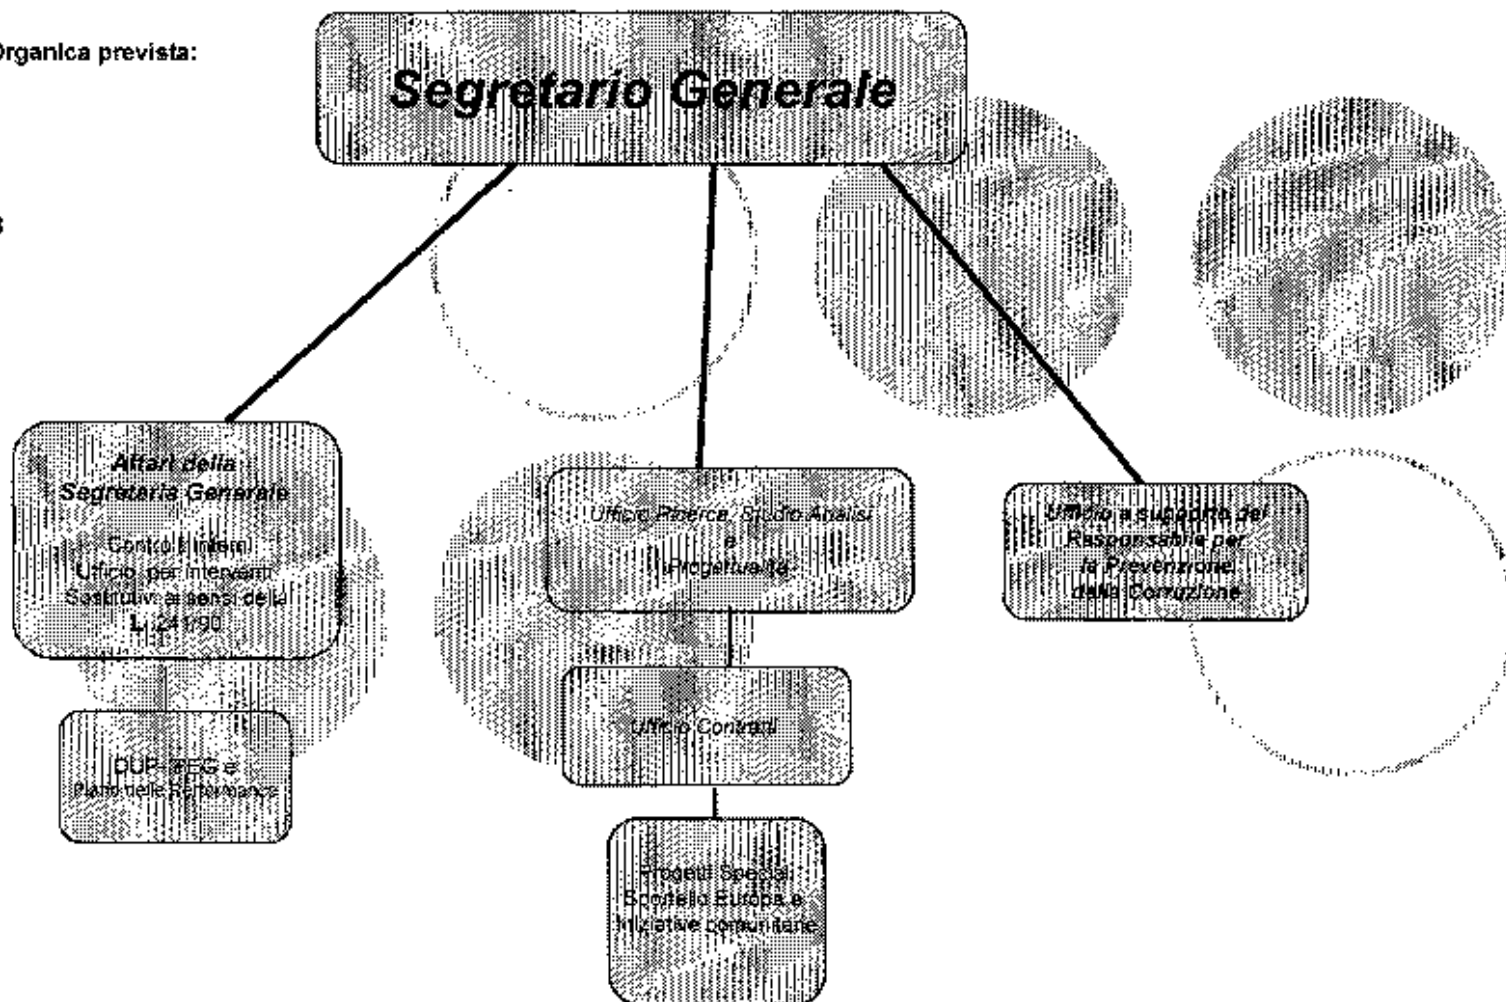 Organica prevista:
Segretario Generale
Affari della
Segreteria Generale
Controlli interni
Ufficio per interventi
Sostitutivi ai sensi della
L. 241/90
DUP- PEG e
Piano delle Performance
Ufficio Ricerca, Studio Analisi
e
Progettualità
Ufficio Contratti
Progetti Speciali
Sportello Europa e
Iniziative comunitarie
Ufficio a supporto del
Responsabile per
la Prevenzione
della Corruzione